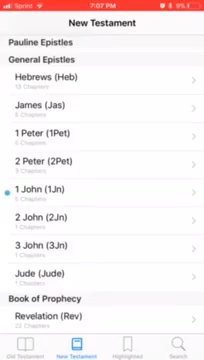 Sprint 7:07 PM 9%
New Testament
Pauline Epistles
General Epistles
Hebrews (Heb)
13 Chapters
James (Jas)
5 Chapters
1 Peter (1Pet)
5 Chapters
2 Peter (2Pet)
3 Chapters
1 John (1Jn)
5 Chapters
2 John (2Jn)
1 Chapters
3 John (3Jn)
1 Chapters
Jude (Jude)
1 Chapters
Book of Prophecy
Revelation (Rev)
22 Chapters
Old Testament New Testament Highlighted Search